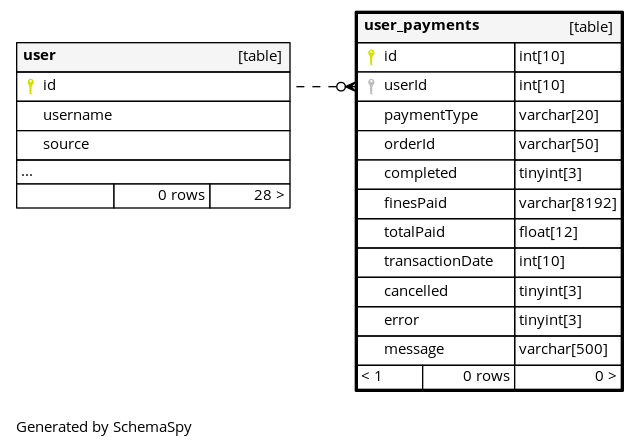 user [table]
id
username
source
...
0 rows 28 >
user_payments [table]
id int[10]
userId int[10]
paymentType varchar[20]
orderId varchar[50]
completed tinyint[3]
finesPaid varchar[8192]
totalPaid float[12]
transactionDate int[10]
cancelled tinyint[3]
error tinyint[3]
message varchar[500]
< 1 0 rows 0 >
Generated by SchemaSpy